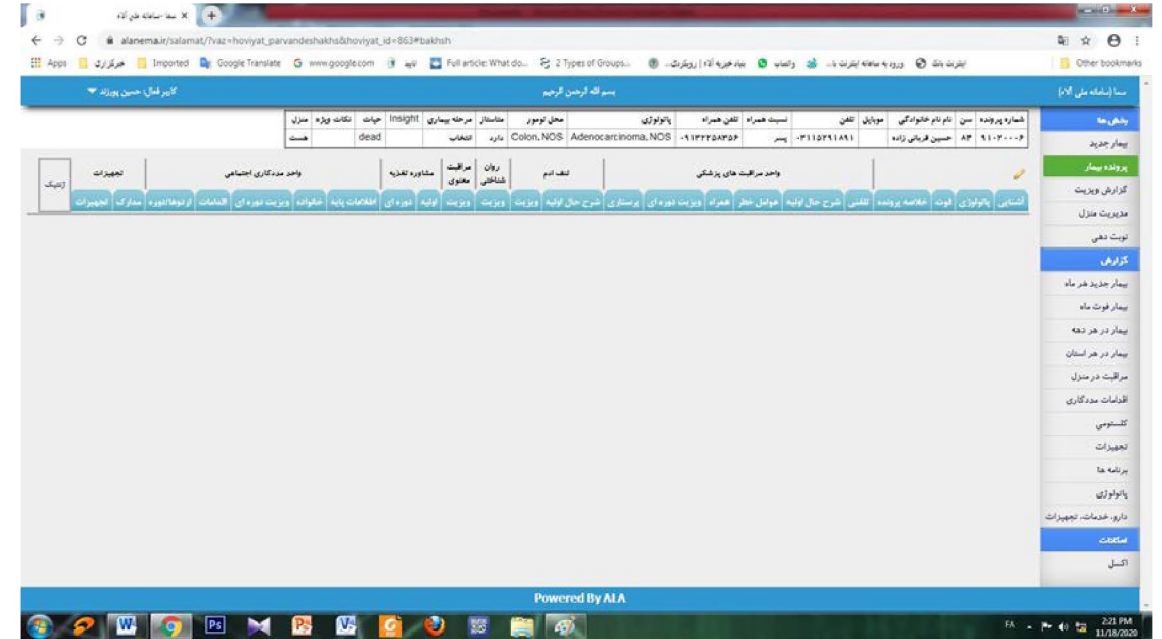 سما -سامانه ملی آلاء
alanema.ir/salamat/?vaz=hoviyat_parvandeshakhs&hoviyat_id=863#bakhsh
Apps خبرگزاری Imported Google Translate www.google.com Full article: What do... 2 Types of Groups... واتساپ Other bookmarks
سما (سامانه ملی آلاء) بسم الله الرحمن الرحیم کاربر فعال: حسین پورزند
شماره پرونده سن نام نام خانوادگی موبایل تلفن نسبت همراه تلفن همراه پاتولوژی محل تومور متاستاز مرحله بیماری Insight حیات نکات ویژه منزل
حسین قربانی زاده ۰۳۱۱۵۲۹۱۸۹۱ پسر Adenocarcinoma, NOS Colon, NOS دارد انتخاب dead هست
واحد مراقبت های پزشکی کنف ادم روان شناختی مراقبت معنوی مشاوره تغذیه واحد مددکاری اجتماعی تجهیزات ژنتیک
آشنایی پاتولوژی فوت خلاصه پرونده تلفنی شرح حال اولیه عوامل خطر همراه ویزیت دوره ای پرستاری شرح حال اولیه ویزیت ویزیت ویزیت اولیه دوره ای اطلاعات پایه خانواده ویزیت دوره ای اقدامات مدارک تجهیزات
بخش ها
بیمار جدید
پرونده بیمار
گزارش ویزیت
مدیریت منزل
نوبت دهی
گزارش
بیمار جدید هر ماه
بیمار فوت ماه
بیمار در هر دهه
بیمار در هر استان
مراقبت در منزل
اقدامات مددکاری
کلستومی
تجهیزات
برنامه ها
پاتولوژی
دارو، خدمات، تجهیزات
امکانات
اکسل
Powered By ALA
FA 2:21 PM
11/18/2020